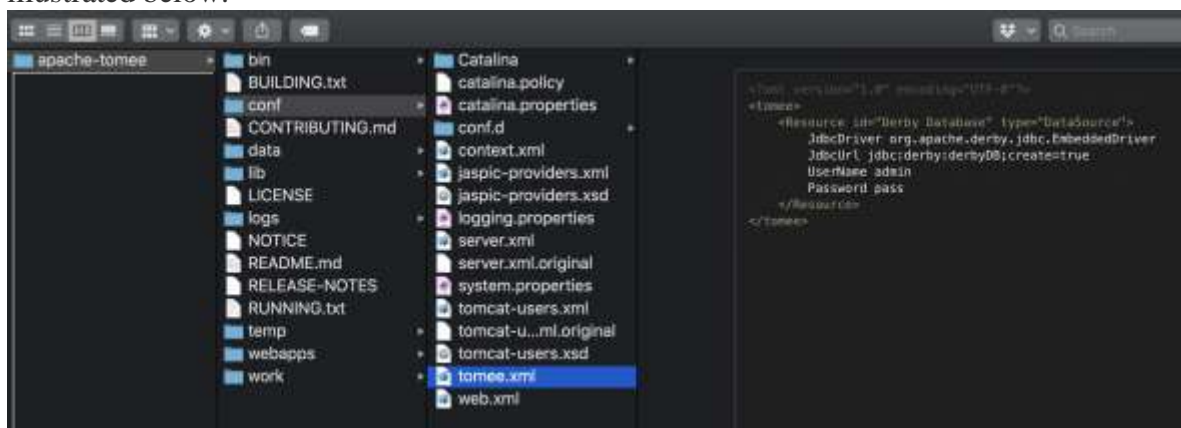 Search
apache-tomee
bin
BUILDING.txt
conf
CONTRIBUTING.md
data
lib
LICENSE
logs
NOTICE
README.md
RELEASE-NOTES
RUNNING.txt
temp
webapps
work
Catalina
catalina.policy
catalina.properties
conf.d
context.xml
jaspic-providers.xml
jaspic-providers.xsd
logging.properties
server.xml
server.xml.original
system.properties
tomcat-users.xml
tomcat-u...ml.original
tomcat-users.xsd
tomee.xml
web.xml
<?xml version="1.0" encoding="UTF-8"?>
<tomee>
<Resource id="Derby Database" type="DataSource">
JdbcDriver org.apache.derby.jdbc.EmbeddedDriver
JdbcUrl jdbc:derby:derbyDB;create=true
UserName admin
Password pass
</Resource>
</tomee>